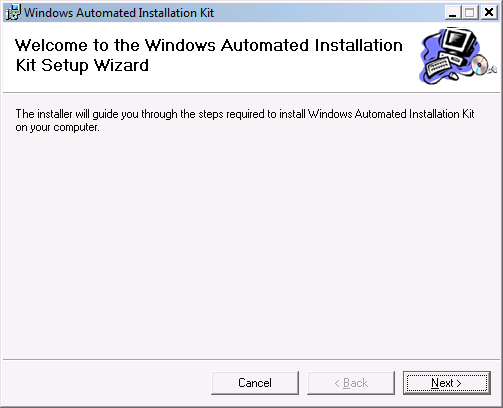 Windows Automated Installation Kit
Welcome to the Windows Automated Installation
Kit Setup Wizard
The installer will guide you through the steps required to install Windows Automated Installation Kit
on your computer.
Cancel
< Back
Next >